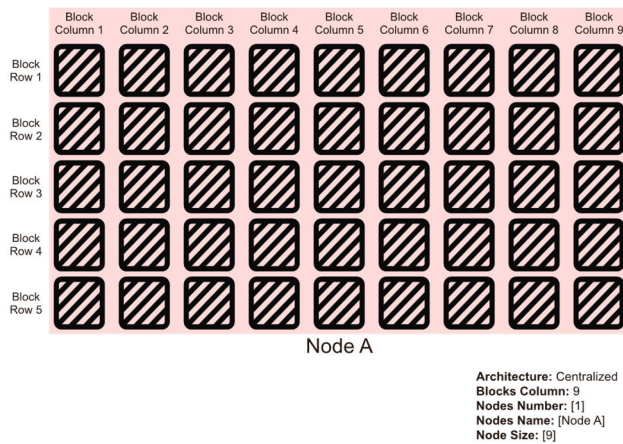 Block Column 1
Block Column 2
Block Column 3
Block Column 4
Block Column 5
Block Column 6
Block Column 7
Block Column 8
Block Column 9
Block Row 1
Block Row 2
Block Row 3
Block Row 4
Block Row 5
Node A
Architecture: Centralized
Blocks Column: 9
Nodes Number: [1]
Nodes Name: [Node A]
Node Size: [9]